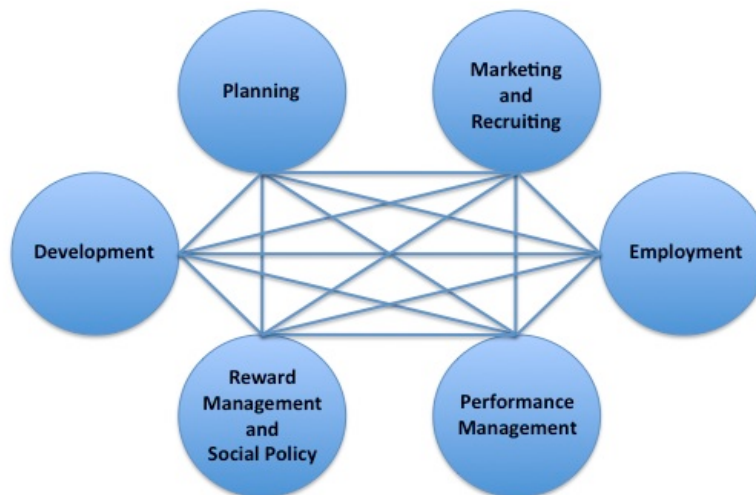 Planning
Marketing
and
Recruiting
Development
Employment
Reward
Management
and
Social Policy
Performance
Management